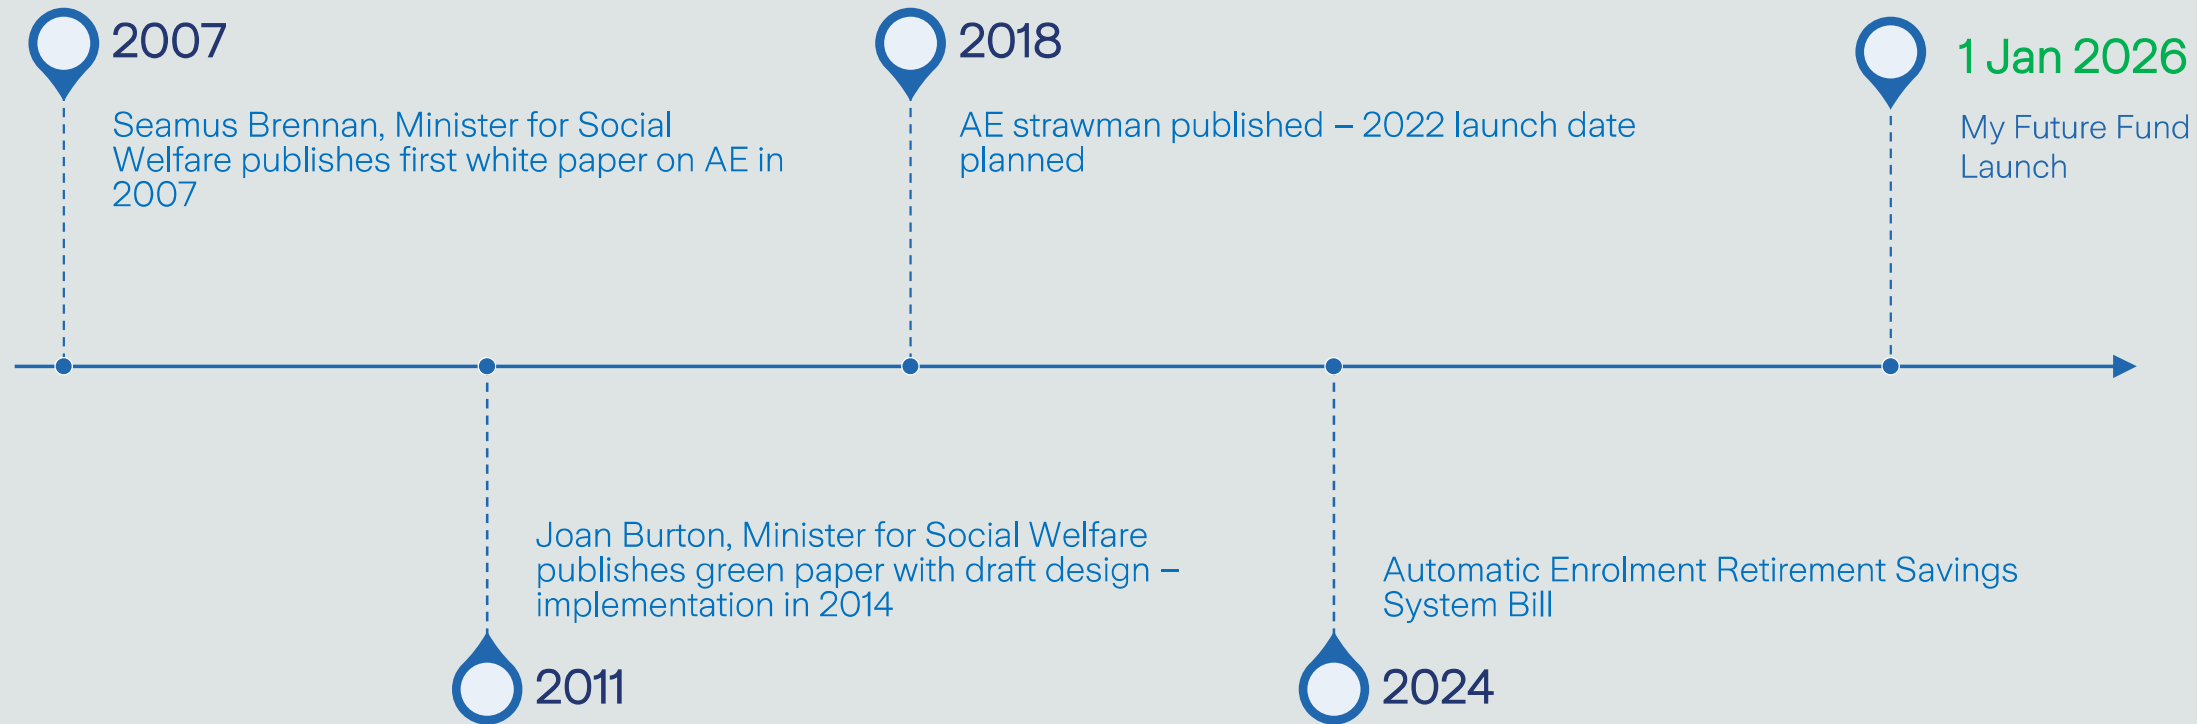 2007
Seamus Brennan, Minister for Social
Welfare publishes first white paper on AE in
2007
2018
AE strawman published – 2022 launch date
planned
1 Jan 2026
My Future Fund
Launch
Joan Burton, Minister for Social Welfare
publishes green paper with draft design –
implementation in 2014
2011
Automatic Enrolment Retirement Savings
System Bill
2024